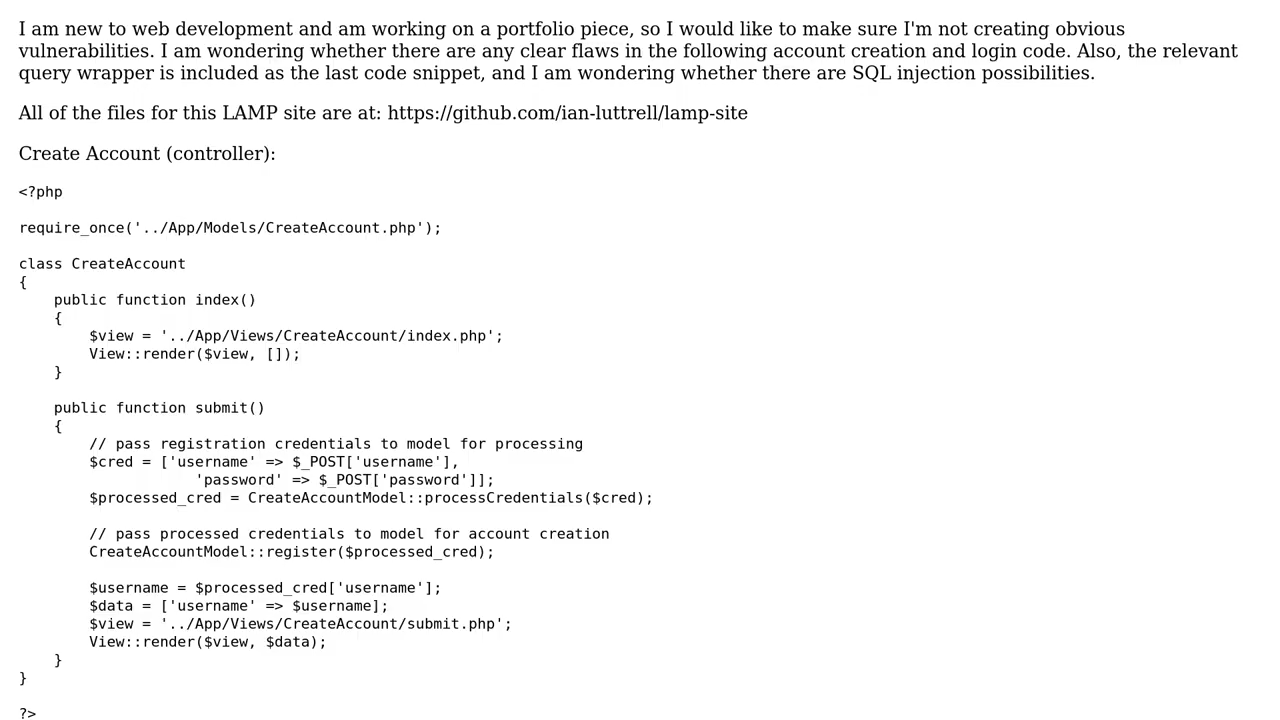 I am new to web development and am working on a portfolio piece, so I would like to make sure I'm not creating obvious
vulnerabilities. I am wondering whether there are any clear flaws in the following account creation and login code. Also, the relevant
query wrapper is included as the last code snippet, and I am wondering whether there are SQL injection possibilities.
All of the files for this LAMP site are at: https://github.com/ian-luttrell/lamp-site
Create Account (controller):
<?php
require_once('../App/Models/CreateAccount.php');
class CreateAccount
{
    public function index()
    {
        $view = '../App/Views/CreateAccount/index.php';
        View::render($view, []);
    }
    public function submit()
    {
        // pass registration credentials to model for processing
        $cred = ['username' => $_POST['username'],
                    'password' => $_POST['password']];
        $processed_cred = CreateAccountModel::processCredentials($cred);
        // pass processed credentials to model for account creation
        CreateAccountModel::register($processed_cred);
        $username = $processed_cred['username'];
        $data = ['username' => $username];
        $view = '../App/Views/CreateAccount/submit.php';
        View::render($view, $data);
    }
}
?>